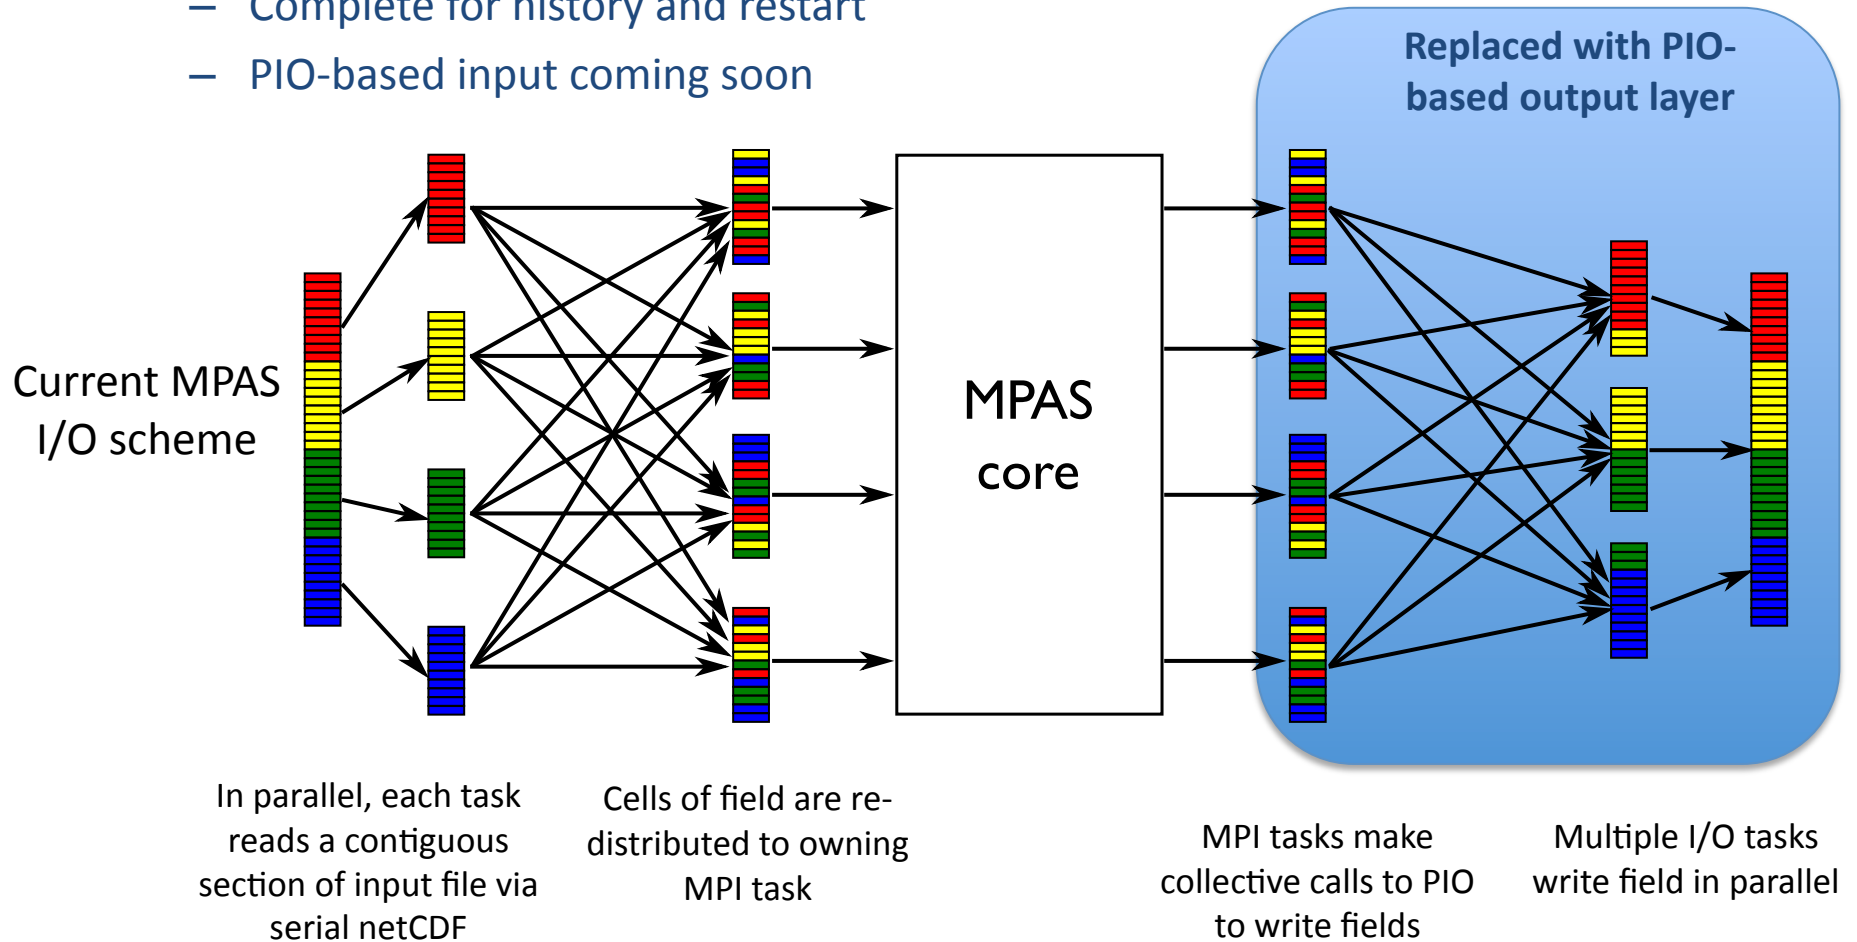 – Complete for history and restart
– PIO-based input coming soon
Replaced with PIO-
based output layer
Current MPAS
I/O scheme
MPAS
core
In parallel, each task
reads a contiguous
section of input file via
serial netCDF
Cells of field are re-
distributed to owning
MPI task
MPI tasks make
collective calls to PIO
to write fields
Multiple I/O tasks
write field in parallel